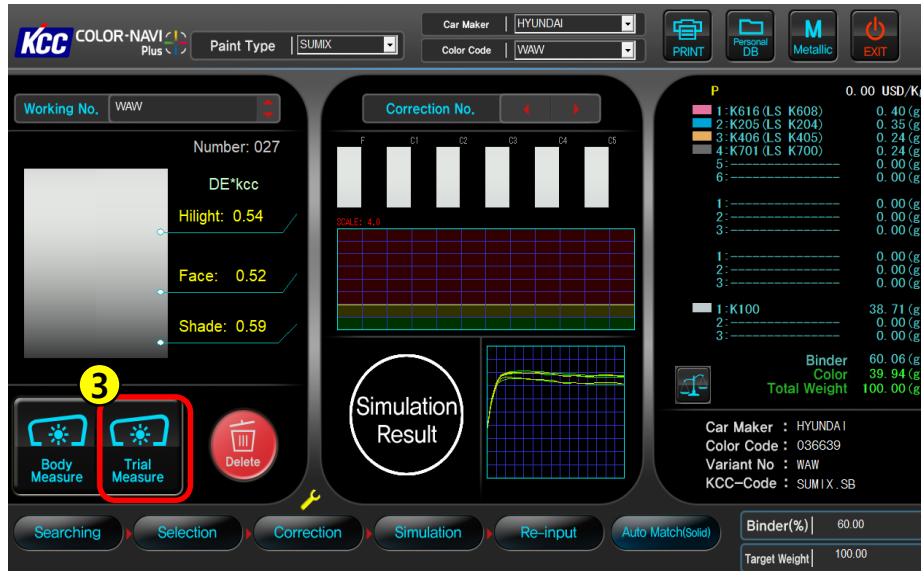 KCC COLOR-NAVI
Plus
Paint Type SUMIX
Car Maker HYUNDAI
Color Code WAW
PRINT
Personal DB
M
Metallic
EXIT
Working No. WAW
Number: 027
DE*kcc
Hilight: 0.54
Face: 0.52
Shade: 0.59
3
Body Measure
Trial Measure
Delete
Correction No.
F C1 C2 C3 C4 C5
SCALE: 4.0
Simulation
Result
P 0.00 USD/Kg
1:K616(LS K608) 0.40(g
2:K205(LS K204) 0.35(g
3:K406(LS K405) 0.24(g
4:K701(LS K700) 0.24(g
5:---------------- 0.00(g
6:---------------- 0.00(g
1:---------------- 0.00(g
2:---------------- 0.00(g
3:---------------- 0.00(g
1:---------------- 0.00(g
2:---------------- 0.00(g
3:---------------- 0.00(g
1:K100 38.71(g
2:---------------- 0.00(g
3:---------------- 0.00(g
Binder 60.06(g
Color 39.94(g
Total Weight 100.00(g
Car Maker : HYUNDAI
Color Code : 036639
Variant No : WAW
KCC-Code : SUMIX.SB
Searching
Selection
Correction
Simulation
Re-input
Auto Match(Solid)
Binder(%) 60.00
Target Weight 100.00